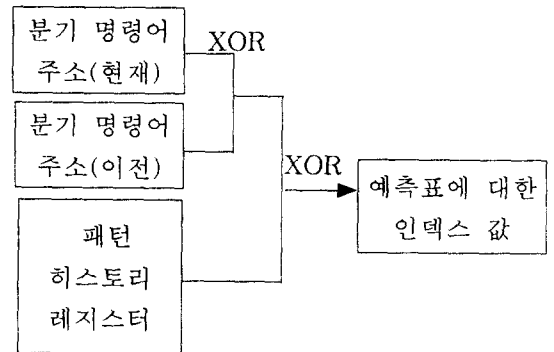 분기 명령어
주소(현재)
XOR
분기 명령어
주소(이전)
XOR
예측표에 대한
인덱스 값
패턴
히스토리
레지스터